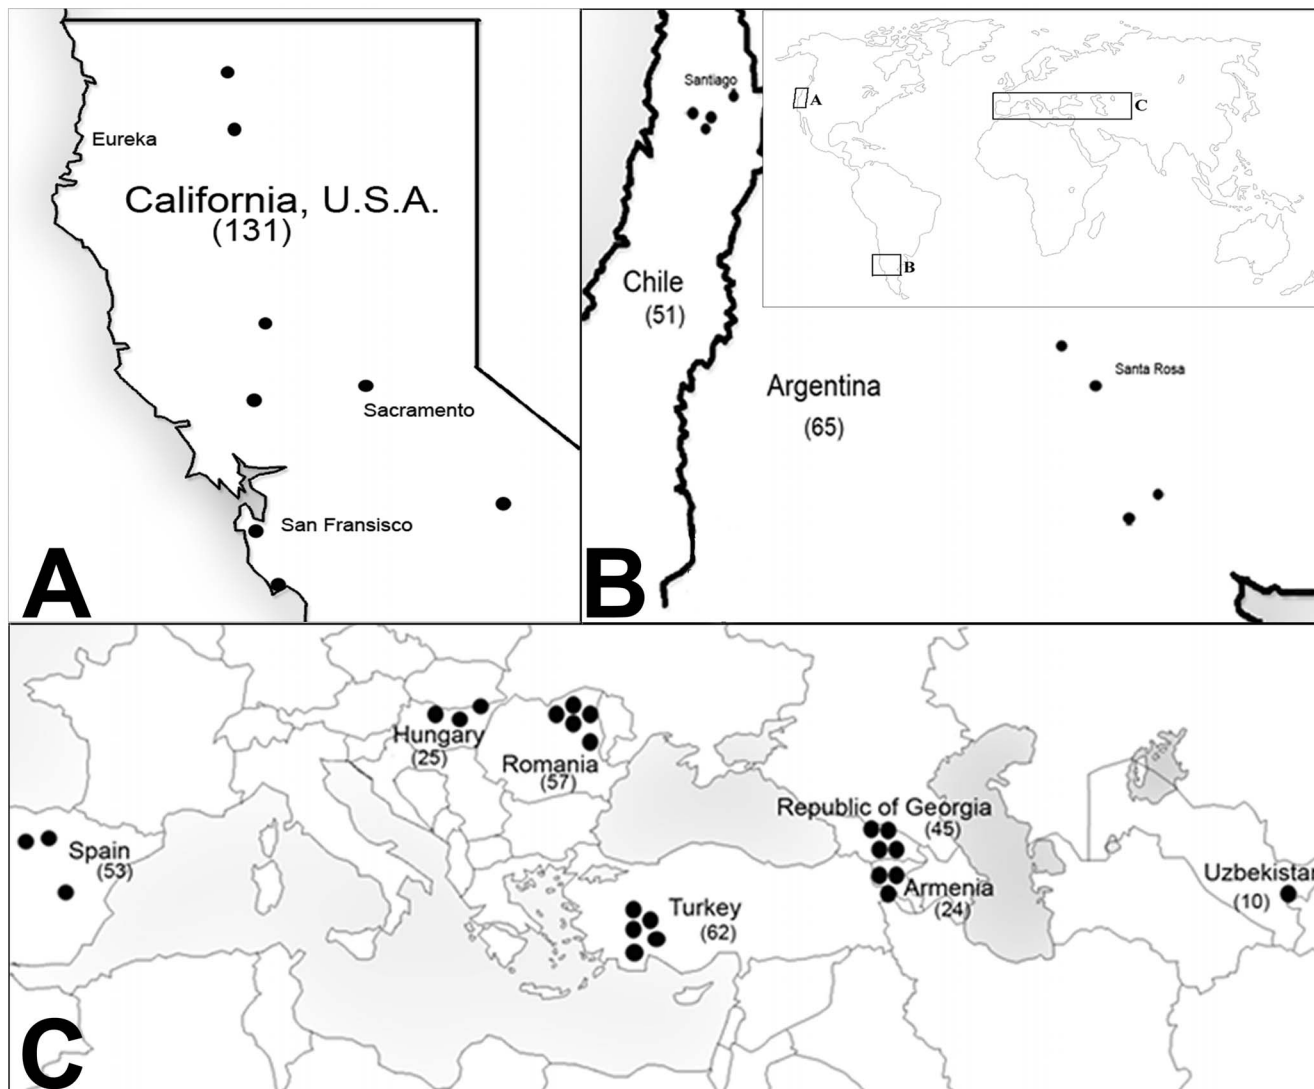 Eureka
California, U.S.A.
(131)
Sacramento
San Fransisco
A
Santiago
Chile
(51)
Argentina
(65)
Santa Rosa
B
A
B
C
Hungary
(25)
Romania
(57)
Spain
(53)
Turkey
(62)
Republic of Georgia
(45)
Armenia
(24)
Uzbekistan
(10)
C